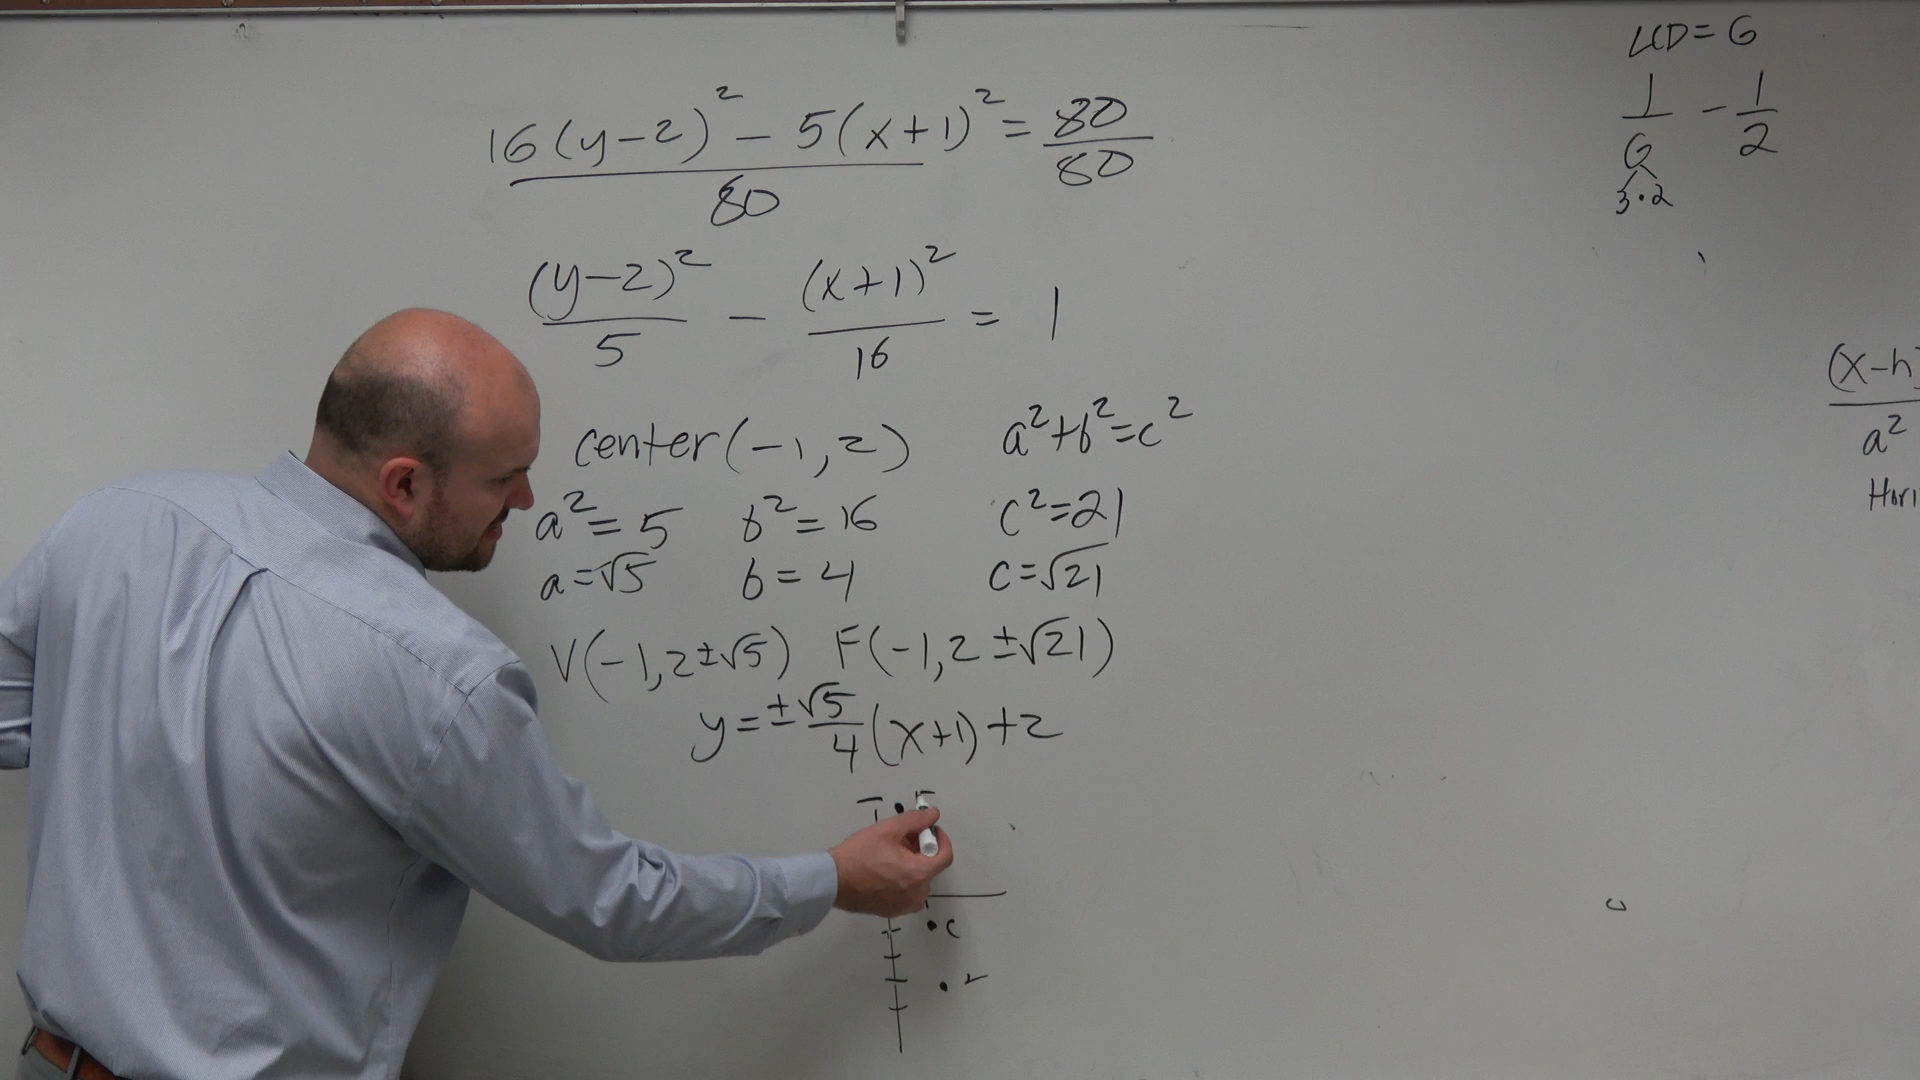 16(y-2)² - 5(x+1)² = 80
80 80
(y-2)² - (x+1)² = 1
5 16
center(-1, 2) a²+b²=c²
a²=5 b²=16 c²=21
a=√5 b=4 c=√21
V(-1, 2±√5) F(-1, 2±√21)
y=±√5/4(x+1)+2
c
LCD=6
1/6 - 1/2
3·2
(x-h)
a²
Hori